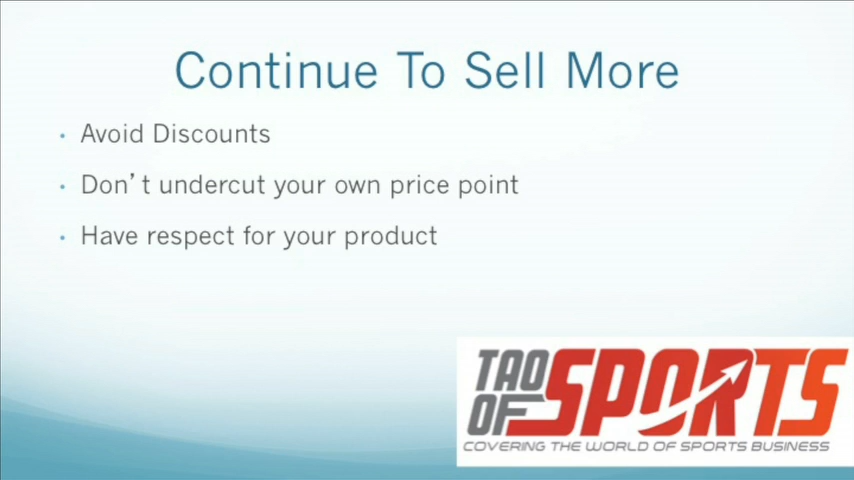 Continue To Sell More
• Avoid Discounts
• Don't undercut your own price point
• Have respect for your product
TAO
OF SPORTS
COVERING THE WORLD OF SPORTS BUSINESS